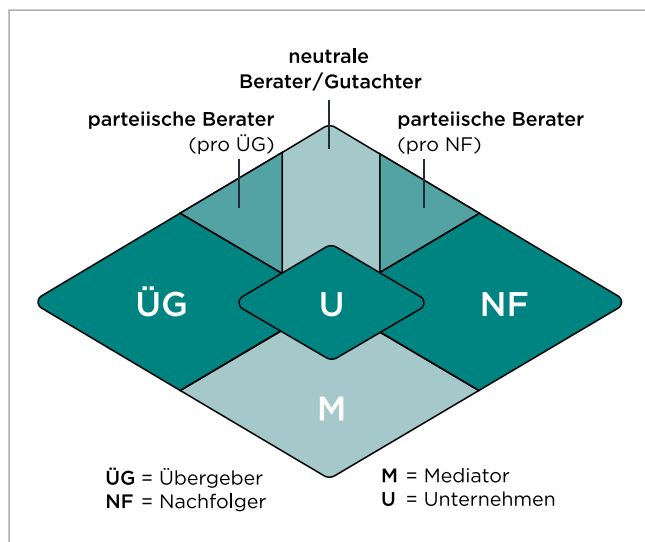 neutrale
Berater/Gutachter
parteiische Berater
(pro ÜG)
parteiische Berater
(pro NF)
ÜG
U
NF
M
ÜG = Übergeber
NF = Nachfolger
M = Mediator
U = Unternehmen